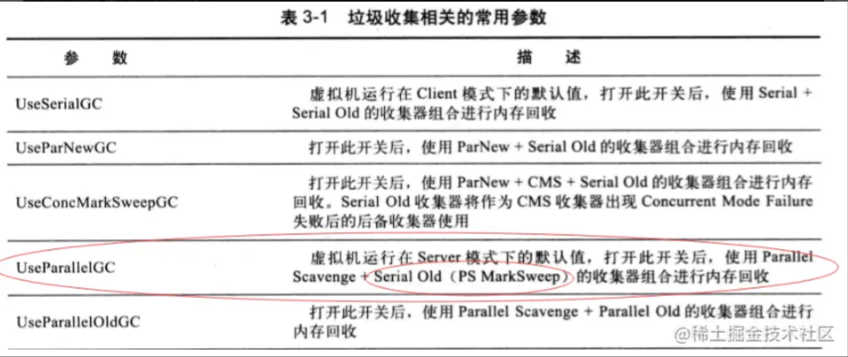 表 3-1 垃圾收集相关的常用参数
参 数 描 述
UseSerialGC
虚拟机运行在 Client 模式下的默认值，打开此开关后，使用 Serial +
Serial Old 的收集器组合进行内存回收
UseParNewGC
打开此开关后，使用 ParNew + Serial Old 的收集器组合进行内存回收
UseConcMarkSweepGC
打开此开关后，使用 ParNew + CMS + Serial Old 的收集器组合进行内存
回收。Serial Old 收集器将作为 CMS 收集器出现 Concurrent Mode Failure
失败后的后备收集器使用
UseParallelGC
虚拟机运行在 Server 模式下的默认值，打开此开关后，使用 Parallel
Scavenge + Serial Old（PS MarkSweep）的收集器组合进行内存回收
UseParallelOldGC
打开此开关后，使用 Parallel Scavenge + Parallel Old 的收集器组合进行
内存回收
@稀土掘金技术社区